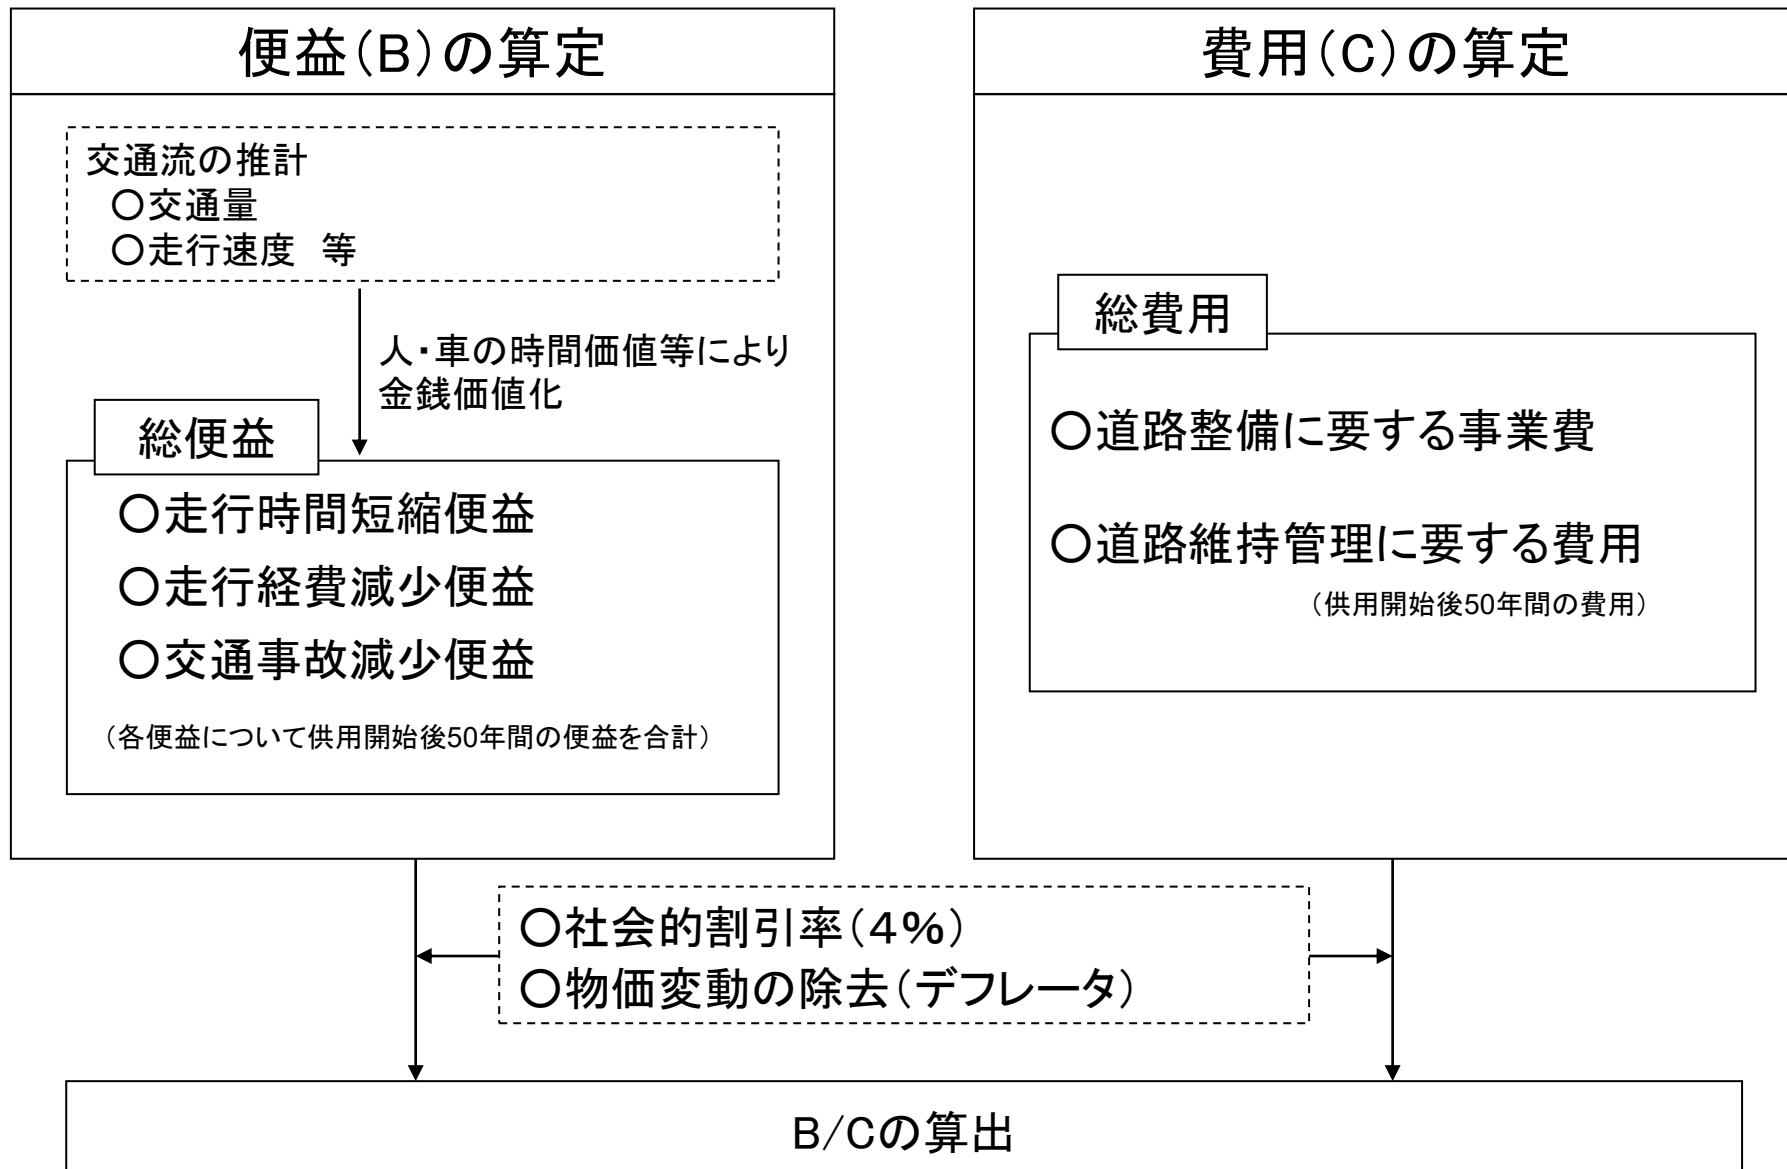 便益(B)の算定
交通流の推計
○交通量
○走行速度　等
人・車の時間価値等により
金銭価値化
総便益
○走行時間短縮便益
○走行経費減少便益
○交通事故減少便益
（各便益について供用開始後50年間の便益を合計）
費用(C)の算定
総費用
○道路整備に要する事業費
○道路維持管理に要する費用
（供用開始後50年間の費用）
○社会的割引率(4%)
○物価変動の除去(デフレータ)
B/Cの算出